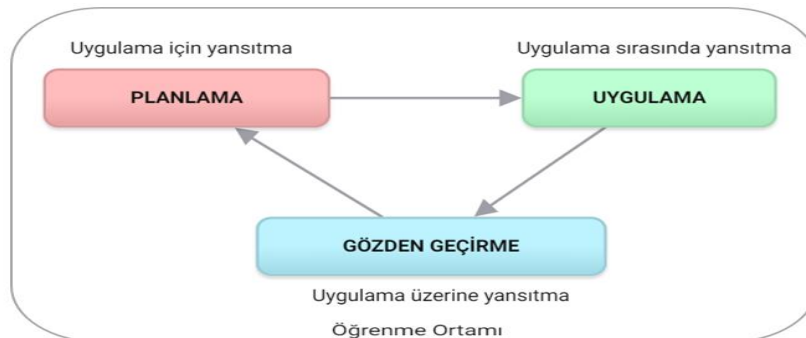 Uygulama için yansıtma
Uygulama sırasında yansıtma
PLANLAMA
UYGULAMA
GÖZDEN GEÇİRME
Uygulama üzerine yansıtma
Öğrenme Ortamı